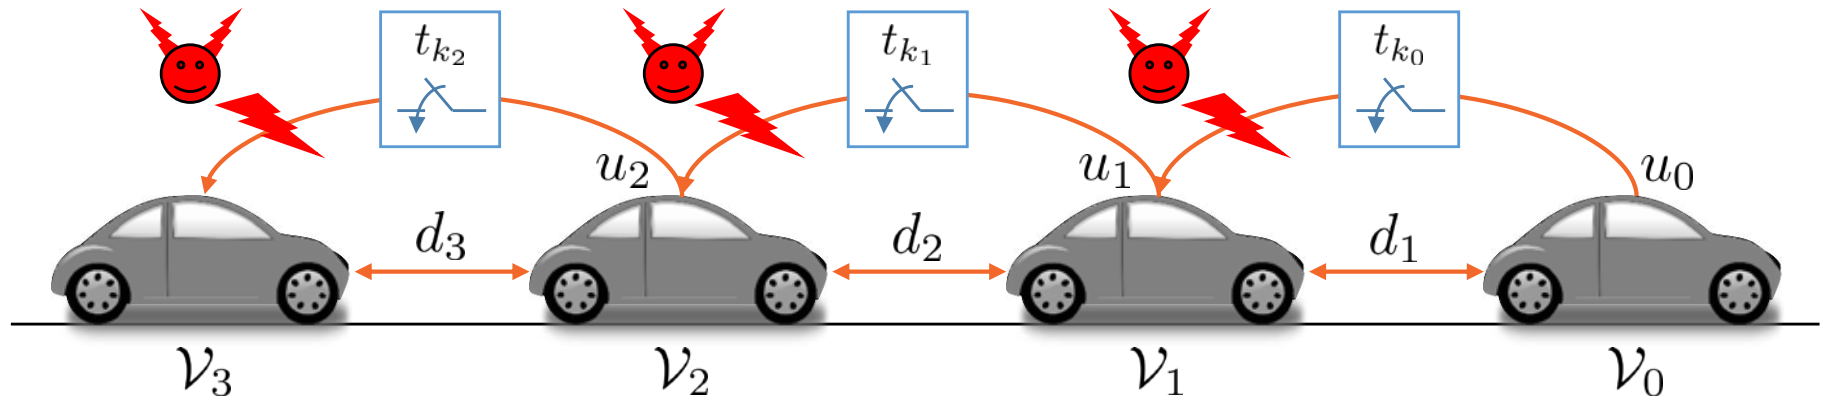 t_{k_2} t_{k_1} t_{k_0}
u_2 u_1 u_0
d_3 d_2 d_1
𝒱_3 𝒱_2 𝒱_1 𝒱_0